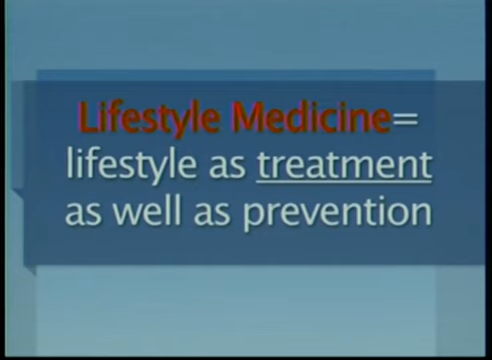 Lifestyle Medicine=
lifestyle as treatment
as well as prevention